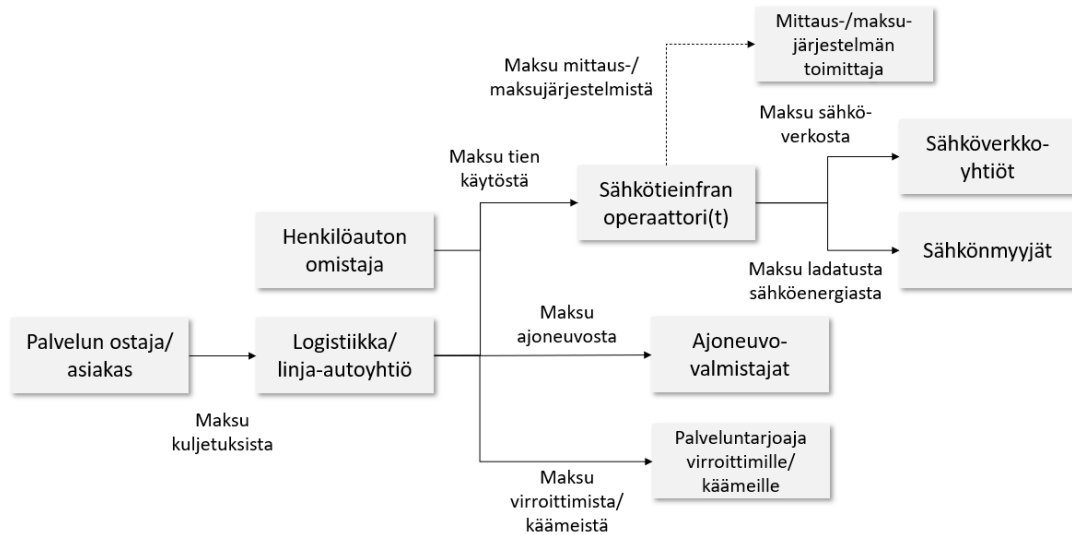 Mittaus-/maksu-
järjestelmän
toimittaja
Maksu mittaus-/
maksujärjestelmistä
Maksu sähkö-
verkosta
Sähköverkko-
yhtiöt
Maksu tien
käytöstä
Sähkötieinfran
operaattori(t)
Henkilöauton
omistaja
Sähkönmyyjät
Maksu ladatusta
sähköenergiasta
Palvelun ostaja/
asiakas
Logistiikka/
linja-autoyhtiö
Maksu
ajoneuvosta
Ajoneuvo-
valmistajat
Maksu
kuljetuksista
Palveluntarjoaja
virroittimille/
käämeille
Maksu
virroittimista/
käämeistä